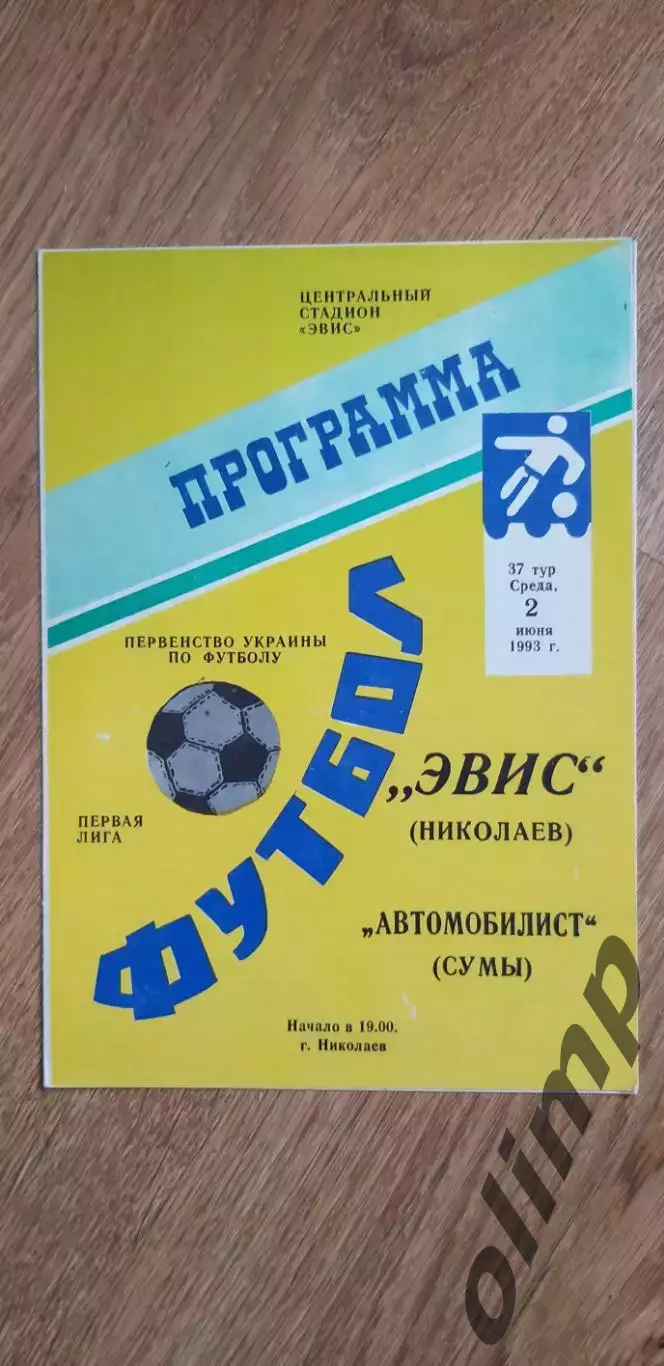 ЦЕНТРАЛЬНЫЙ
СТАДИОН
«ЭВИС»
ПРОГРАММА
37 тур
Среда,
2
июня
1993 г.
ПЕРВЕНСТВО УКРАИНЫ
ПО ФУТБОЛУ
ФУТБОЛ
ПЕРВАЯ
ЛИГА
„ЭВИС“
(НИКОЛАЕВ)
„АВТОМОБИЛИСТ“
(СУМЫ)
Начало в 19.00.
г. Николаев
olimp